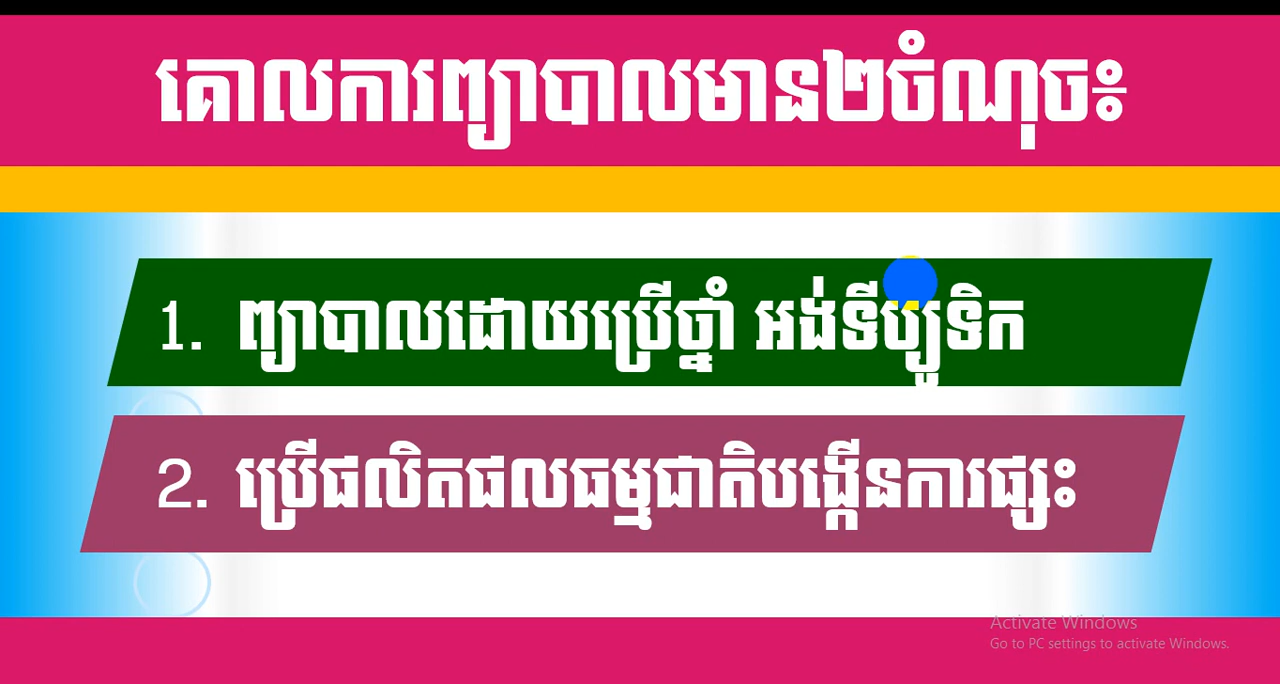 គោលការព្យាបាលមាន២ចំណុច៖
1. ព្យាបាលដោយប្រើថ្នាំ អង់ទីប្យូទិក
2. ប្រើផលិតផលធម្មជាតិបង្កើនការផ្សះ
Activate Windows
Go to PC settings to activate Windows.